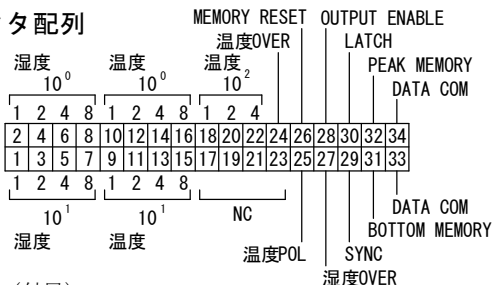 タ配列
MEMORY RESET OUTPUT ENABLE
温度OVER LATCH
湿度 温度 温度 PEAK MEMORY
10⁰ 10⁰ 10² DATA COM
1 2 4 8 1 2 4 8 1 2 4
2 4 6 8 10 12 14 16 18 20 22 24 26 28 30 32 34
1 3 5 7 9 11 13 15 17 19 21 23 25 27 29 31 33
1 2 4 8 1 2 4 8
10¹ 10¹ NC DATA COM
BOTTOM MEMORY
湿度 温度 温度POL SYNC
湿度OVER